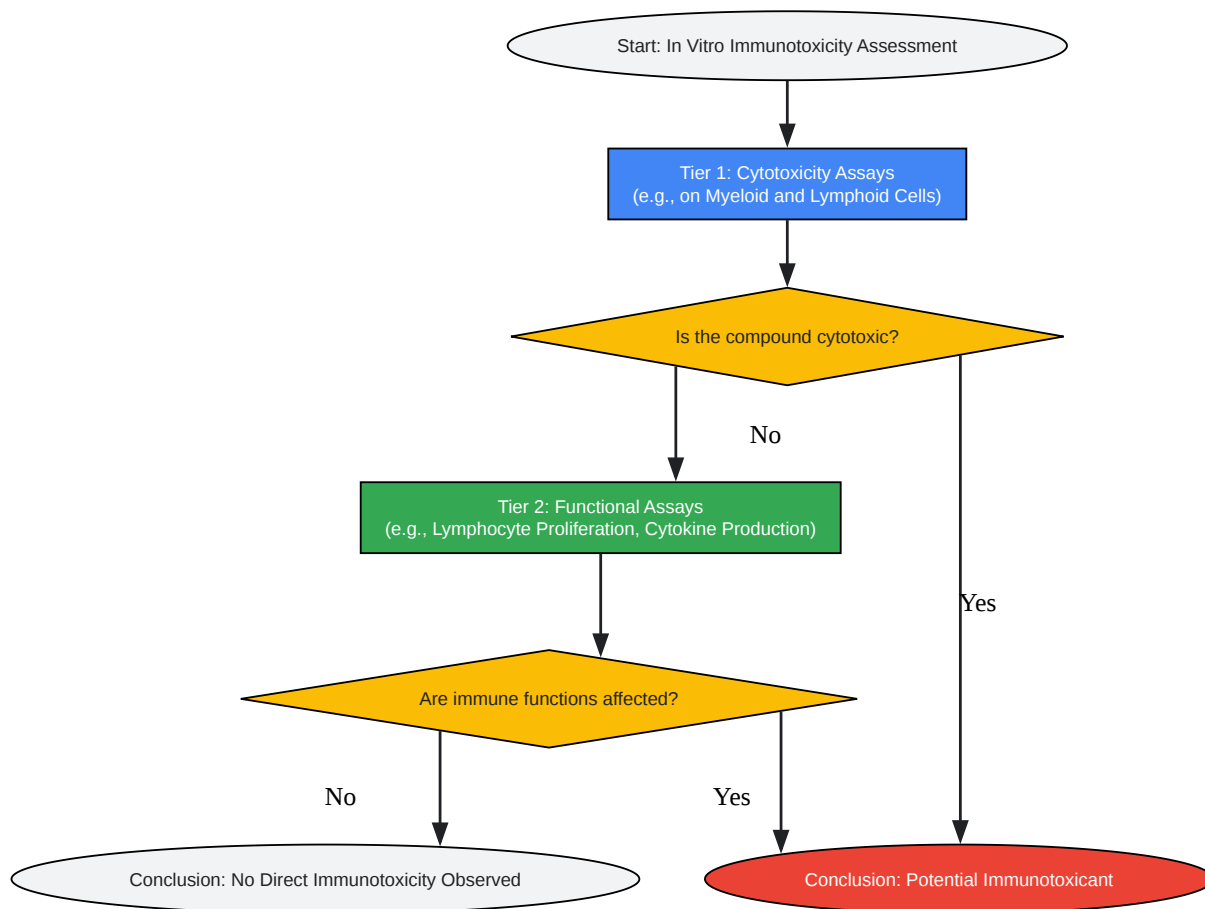 Start: In Vitro Immunotoxicity Assessment
Tier 1: Cytotoxicity Assays
(e.g., on Myeloid and Lymphoid Cells)
Is the compound cytotoxic?
No
Tier 2: Functional Assays
(e.g., Lymphocyte Proliferation, Cytokine Production)
Yes
Are immune functions affected?
No
Yes
Conclusion: No Direct Immunotoxicity Observed
Conclusion: Potential Immunotoxicant